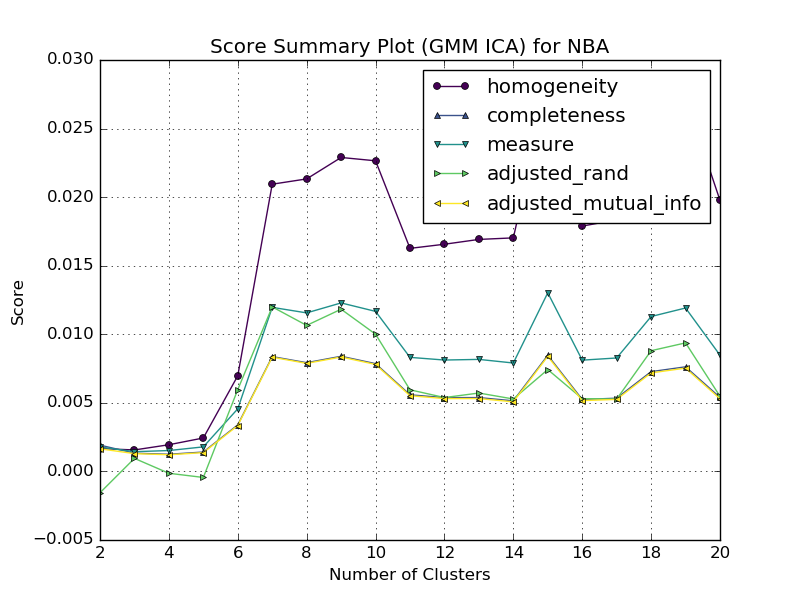 Score Summary Plot (GMM ICA) for NBA
0.030
0.025
0.020
0.015
0.010
0.005
0.000
−0.005
Score
homogeneity
completeness
measure
adjusted_rand
adjusted_mutual_info
2 4 6 8 10 12 14 16 18 20
Number of Clusters